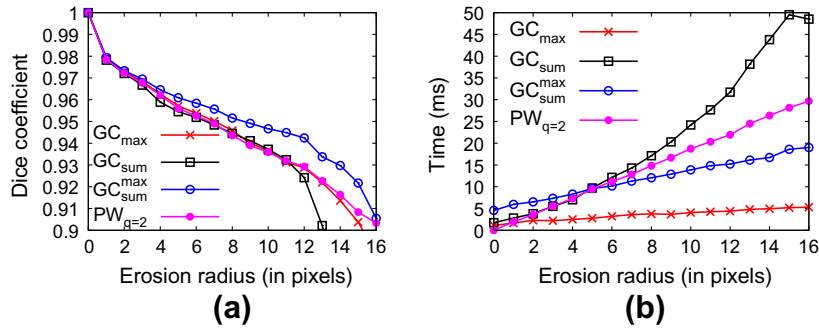 Dice coefficient
1
0.99
0.98
0.97
0.96
0.95
0.94
0.93
0.92
0.91
0.9
GCmax
GCsum
GCmaxsum
PWq=2
0 2 4 6 8 10 12 14 16
Erosion radius (in pixels)
(a)
Time (ms)
50
45
40
35
30
25
20
15
10
5
0
GCmax
GCsum
GCmaxsum
PWq=2
0 2 4 6 8 10 12 14 16
Erosion radius (in pixels)
(b)